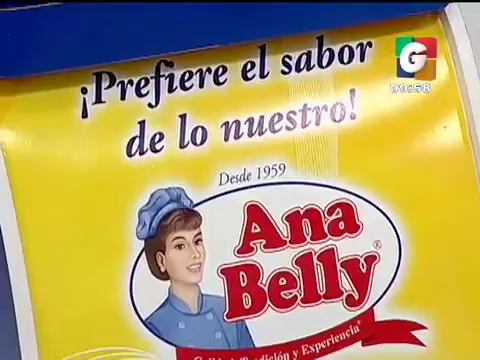 ¡Prefiere el sabor
de lo nuestro!
Desde 1959
Ana
Belly®
Tradición y Experiencia
G